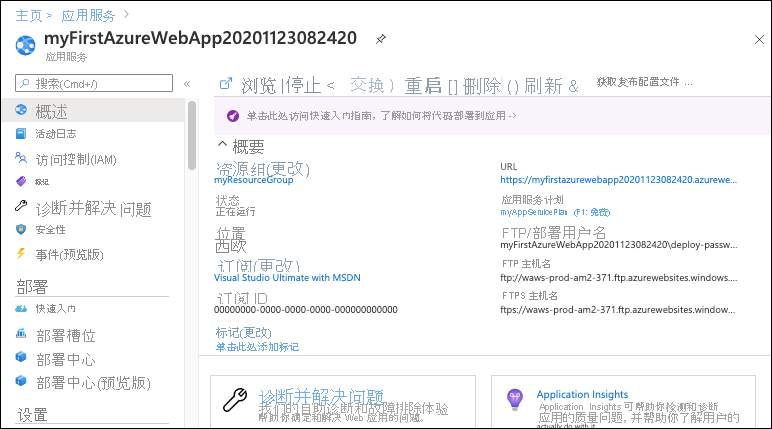 主页 > 应用服务 >
myFirstAzureWebApp20201123082420
应用服务
搜索(Cmd+/)
«
概述
活动日志
访问控制(IAM)
标记
诊断并解决 问题
安全性
事件(预览版)
部署
快速入门
部署槽位
部署中心
部署中心(预览版)
设置
浏览 |停止 < 交换 ) 重启 [] 删除 () 刷新 & 获取发布配置文件 ...
单击此处访问快速入门指南，了解如何将代码部署到应用 ->
概要
资源组(更改)
myResourceGroup
状态
正在运行
位置
西欧
订阅(更改)
Visual Studio Ultimate with MSDN
订阅 ID
00000000-0000-0000-0000-000000000000
标记(更改)
单击此处添加标记
URL
https://myfirstazurewebapp20201123082420.azurewe...
应用服务计划
myAppServicePlan (F1: 免费)
FTP/部署用户名
myFirstAzureWebApp20201123082420\deploy-passw...
FTP 主机名
ftp://waws-prod-am2-371.ftp.azurewebsites.window...
FTPS 主机名
ftps://waws-prod-am2-371.ftp.azurewebsites.windo...
诊断并解决问题
我们的自助诊断和故障排除体验
帮助你确定和解决 Web 应用的问题。
Application Insights
Application Insights 可帮助你检测和诊断
应用的质量问题, 并帮助你了解用户的
actually do with it.